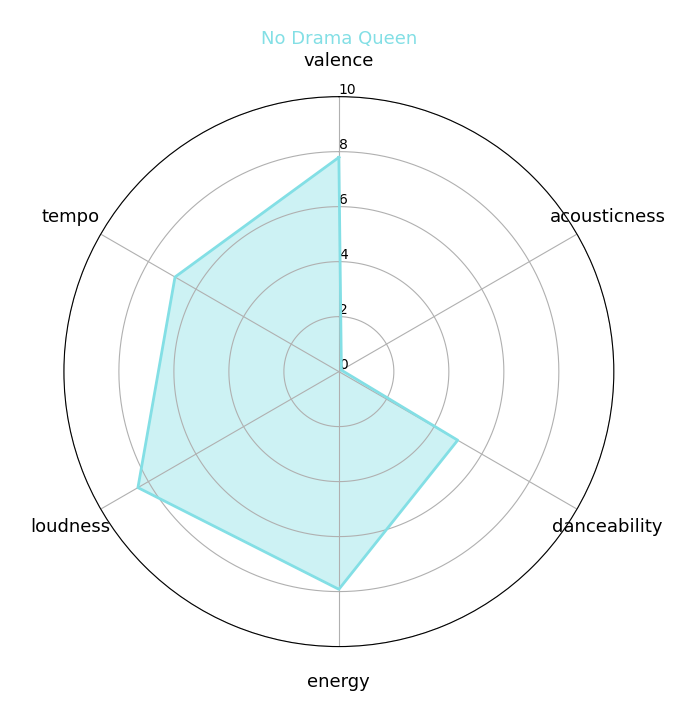 No Drama Queen
valence
10
8
tempo
6
acousticness
4
2
0
loudness
danceability
energy